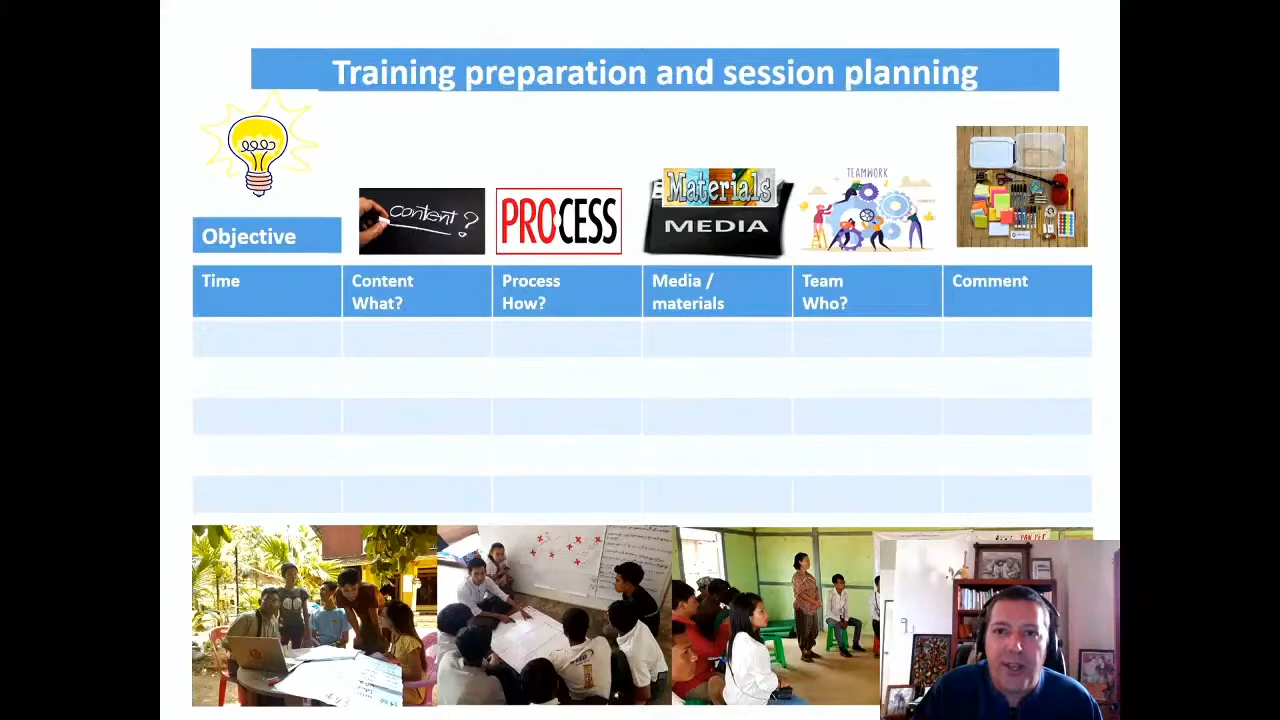 Training preparation and session planning
TEAMWORK
content?
PROCESS
Materials
MEDIA
Objective
Time
Content
What?
Process
How?
Media /
materials
Team
Who?
Comment